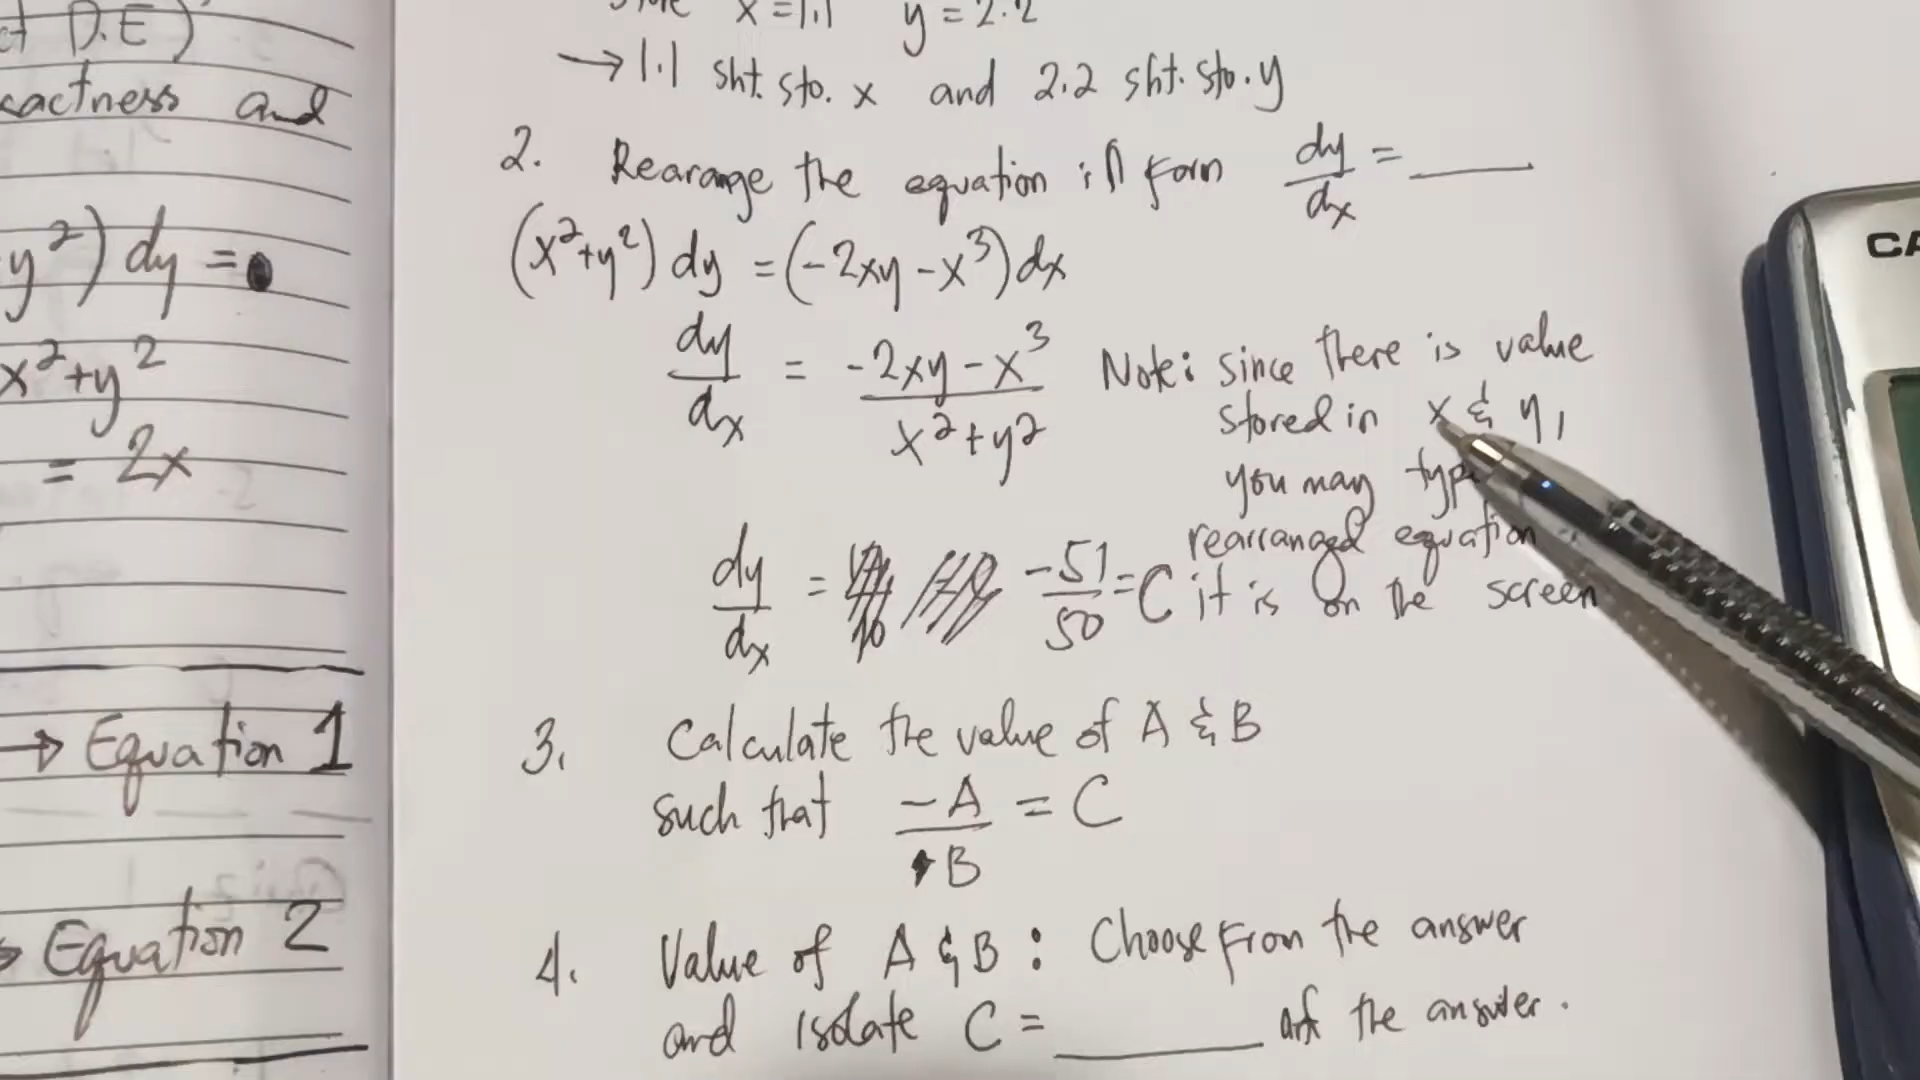 ct D.E)
xactness and
y²) dy =
x²+y²
= 2x
→ Equation 1
Equation 2
x = 1.1 y = 2.2
→ 1.1 sht. sto. x and 2.2 sht. sto. y
2. Rearange the equation in form dy/dx = ____
(x²+y²) dy = (-2xy - x³) dx
dy/dx = (-2xy - x³)/(x²+y²) Note: since there is value
stored in x & y,
you may type
rearranged equation
dy/dx = -51/50 = C it is on the screen
3. Calculate the value of A & B
such that -A/B = C
4. Value of A & B : Choose from the answer
and isolate C = ____ the answer.
CA